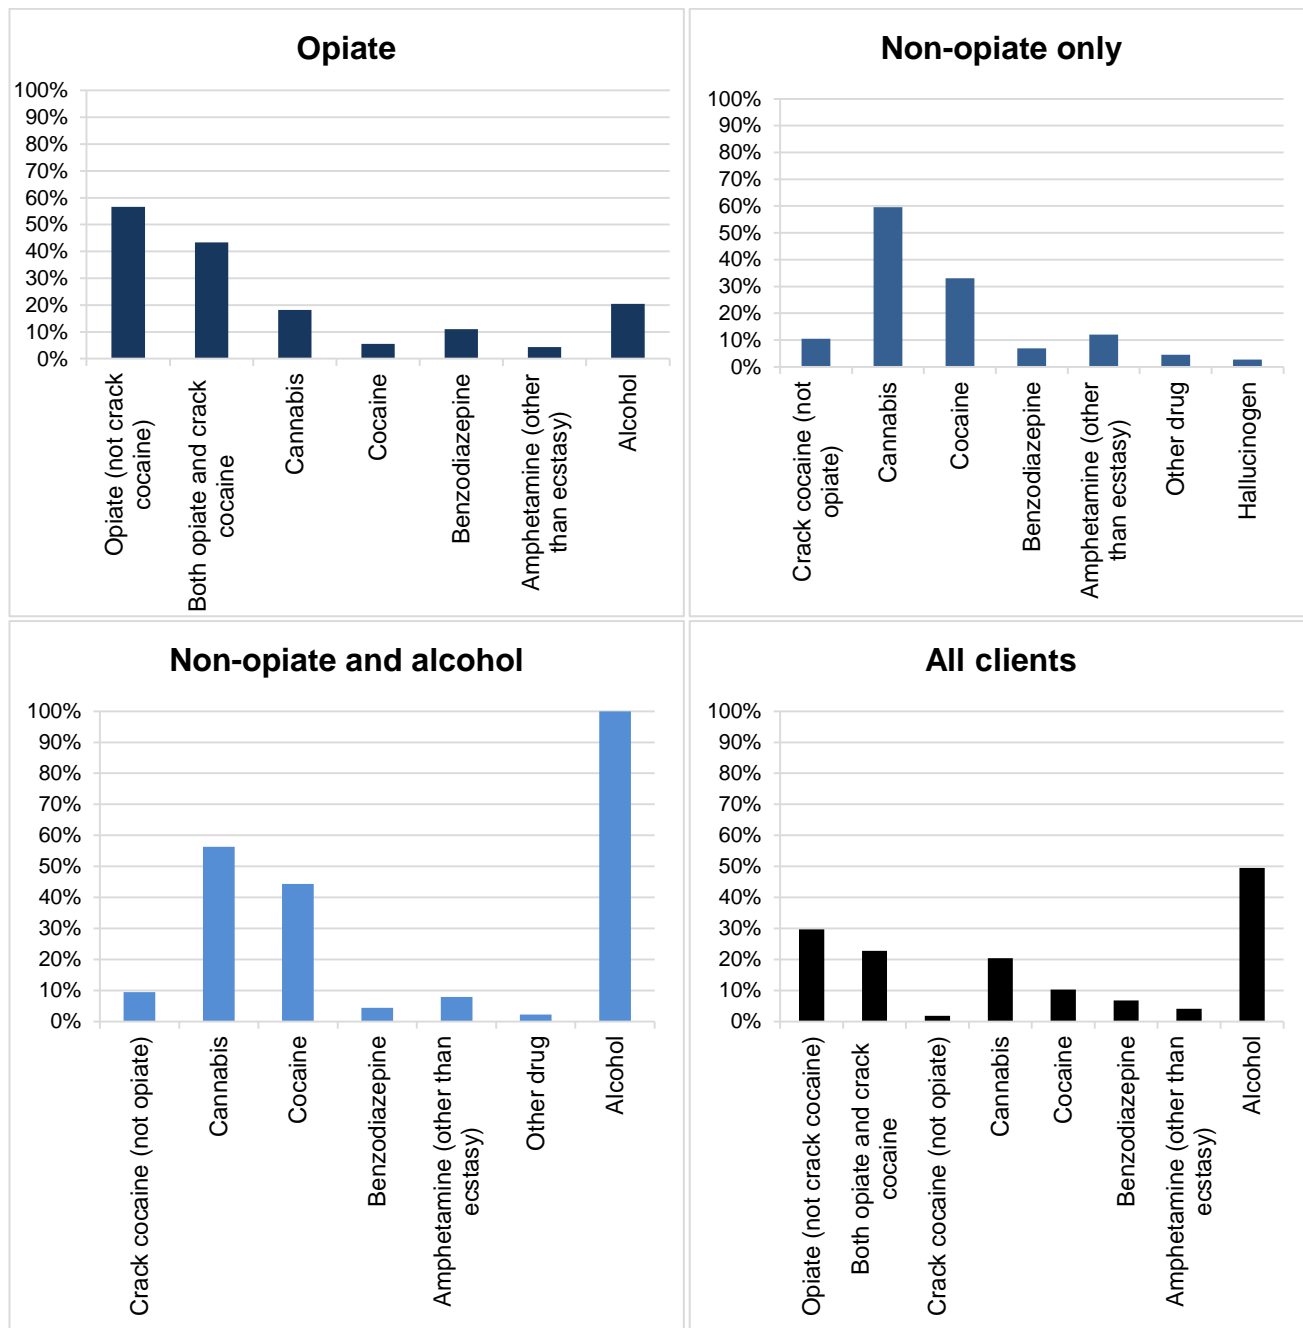 Opiate
100%
90%
80%
70%
60%
50%
40%
30%
20%
10%
0%
Opiate (not crack
cocaine)
Both opiate and crack
cocaine
Cannabis
Cocaine
Benzodiazepine
Amphetamine (other
than ecstasy)
Alcohol
Non-opiate only
100%
90%
80%
70%
60%
50%
40%
30%
20%
10%
0%
Crack cocaine (not
opiate)
Cannabis
Cocaine
Benzodiazepine
Amphetamine (other
than ecstasy)
Other drug
Hallucinogen
Non-opiate and alcohol
100%
90%
80%
70%
60%
50%
40%
30%
20%
10%
0%
Crack cocaine (not opiate)
Cannabis
Cocaine
Benzodiazepine
Amphetamine (other than
ecstasy)
Other drug
Alcohol
All clients
100%
90%
80%
70%
60%
50%
40%
30%
20%
10%
0%
Opiate (not crack cocaine)
Both opiate and crack
cocaine
Crack cocaine (not opiate)
Cannabis
Cocaine
Benzodiazepine
Amphetamine (other than
ecstasy)
Alcohol